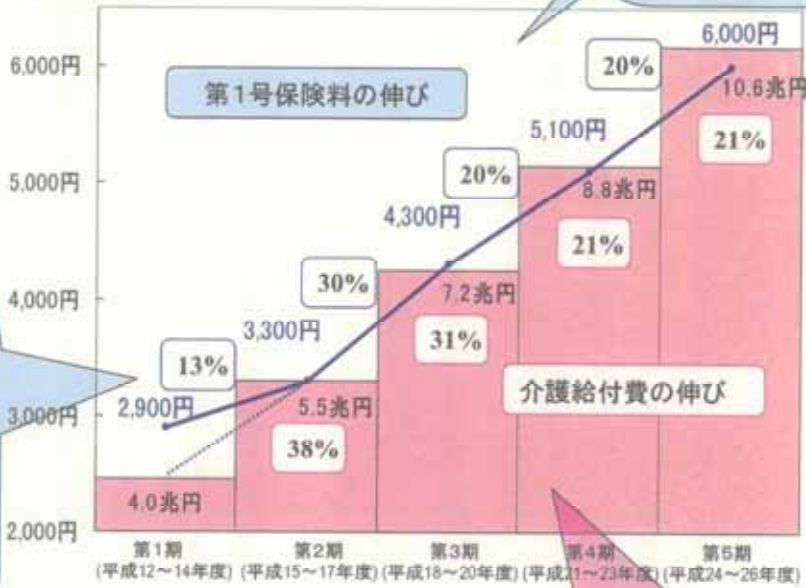 6,000円
5,000円
4,000円
3,000円
2,000円
第1号保険料の伸び
介護給付費の伸び
2,900円
13%
3,300円
30%
4,300円
20%
5,100円
20%
6,000円
4.0兆円
5.5兆円
38%
7.2兆円
31%
8.8兆円
21%
10.6兆円
21%
第1期
(平成12～14年度)
第2期
(平成15～17年度)
第3期
(平成18～20年度)
第4期
(平成21～23年度)
第5期
(平成24～26年度)